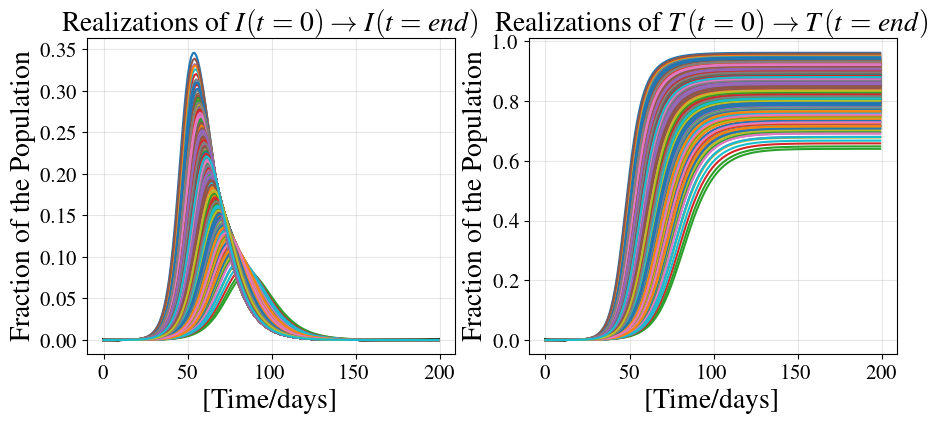 Realizations of I(t = 0) → I(t = end)
Fraction of the Population
0.35
0.30
0.25
0.20
0.15
0.10
0.05
0.00
0 50 100 150 200
[Time/days]
Realizations of T(t = 0) → T(t = end)
Fraction of the Population
1.0
0.8
0.6
0.4
0.2
0.0
0 50 100 150 200
[Time/days]